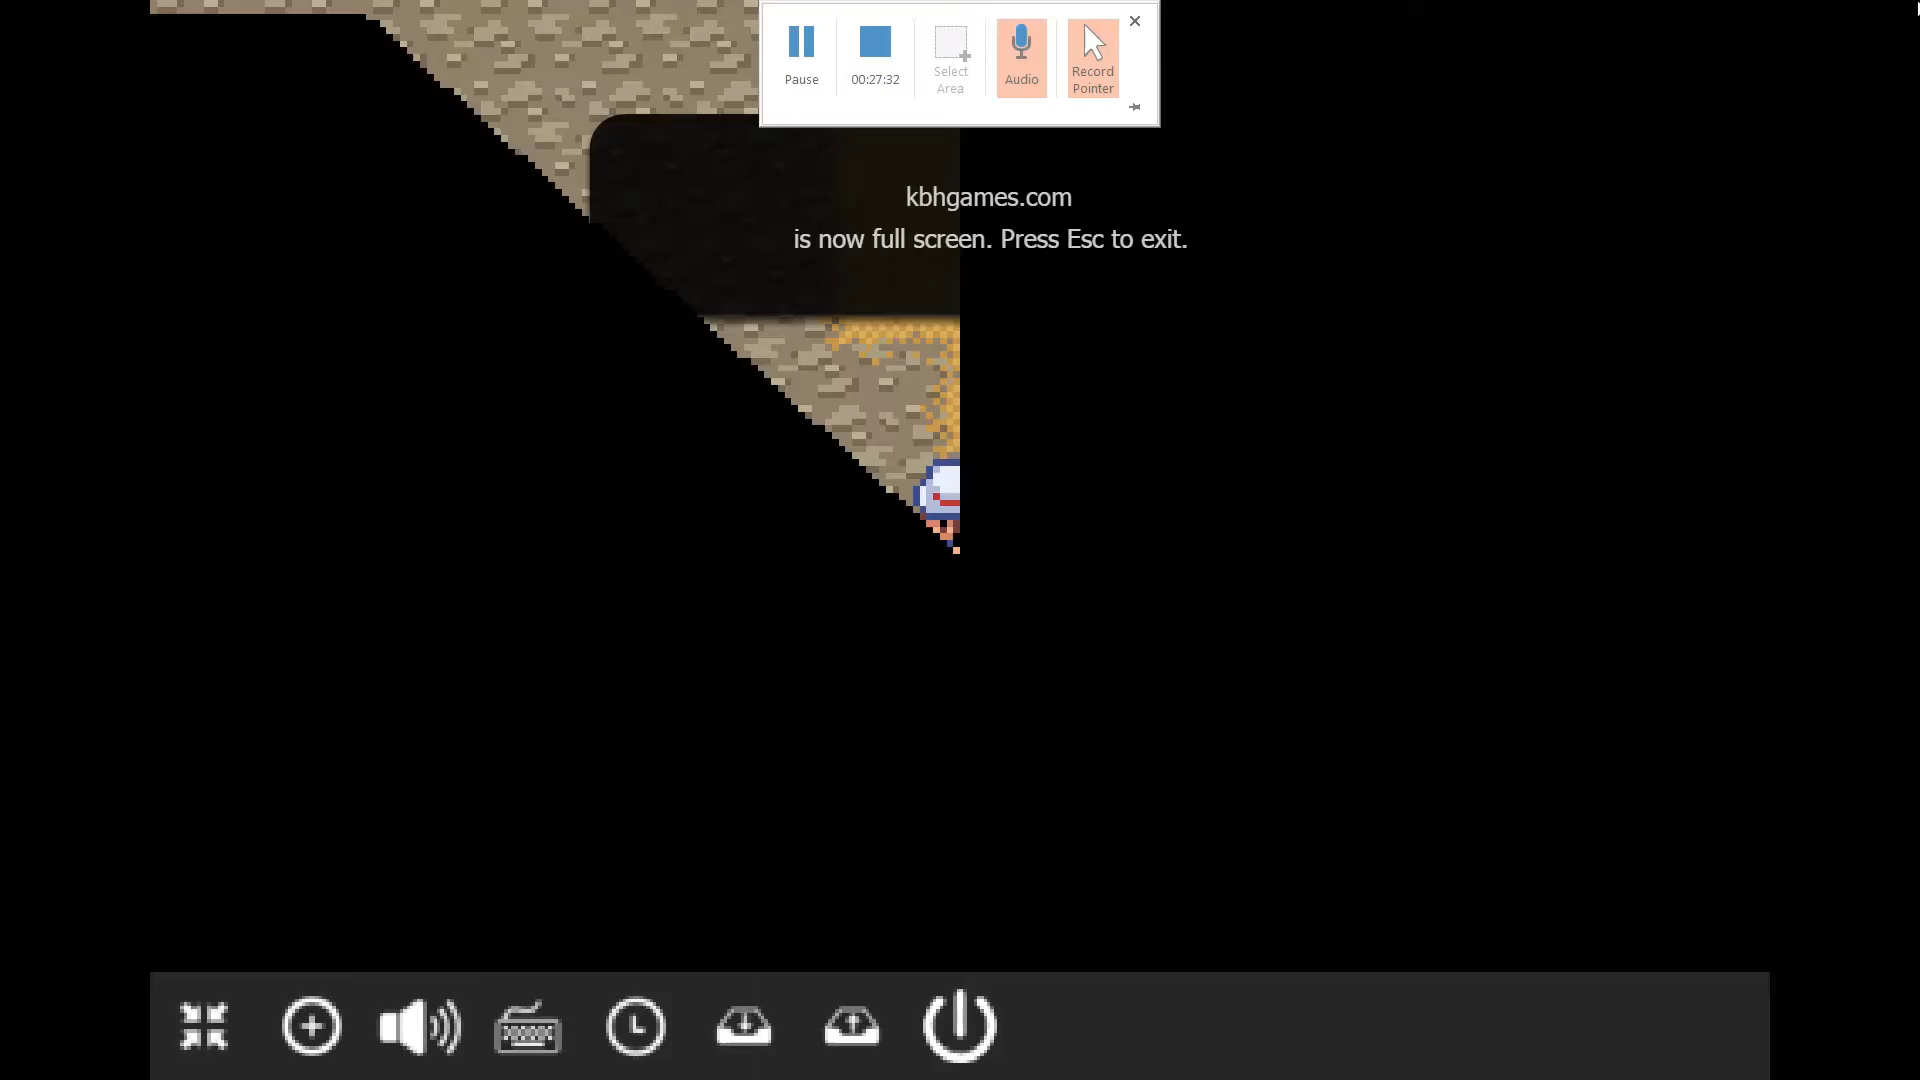 Pause
00:27:32
Select
Area
Audio
Record
Pointer
kbhgames.com
is now full screen. Press Esc to exit.